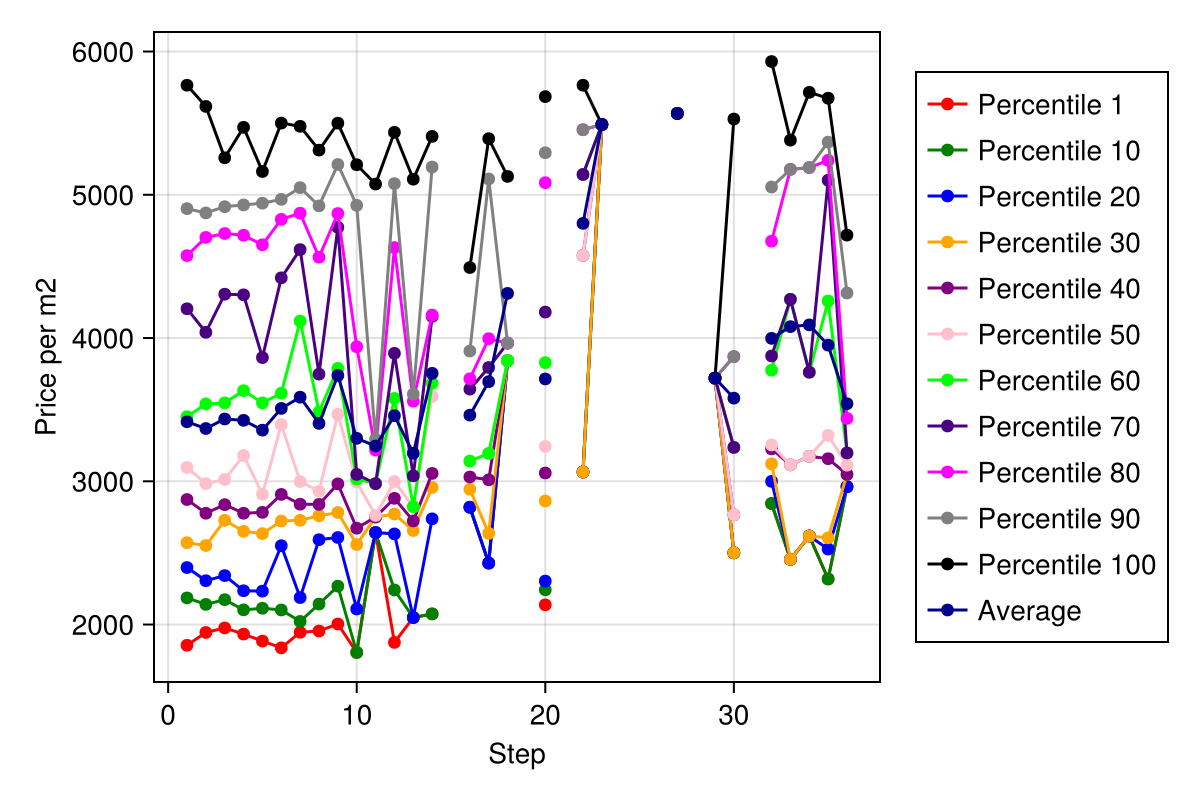 6000
5000
4000
3000
2000
Price per m2
0 10 20 30
Step
Percentile 1
Percentile 10
Percentile 20
Percentile 30
Percentile 40
Percentile 50
Percentile 60
Percentile 70
Percentile 80
Percentile 90
Percentile 100
Average